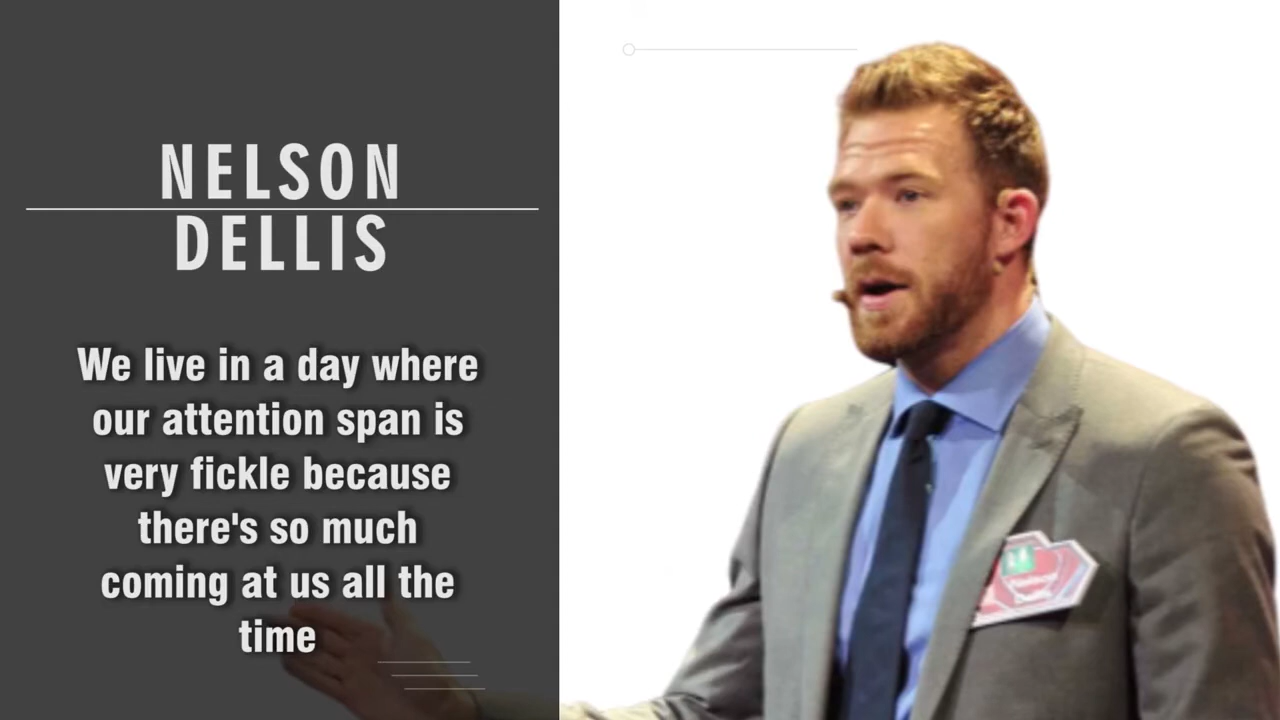 NELSON
DELLIS
We live in a day where
our attention span is
very fickle because
there's so much
coming at us all the
time